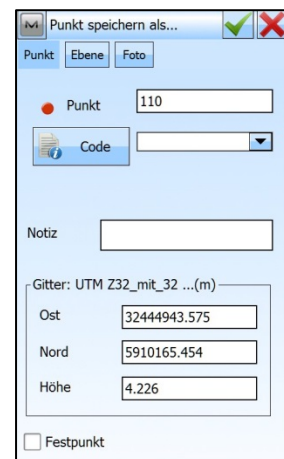 Punkt speichern als...
Punkt Ebene Foto
Punkt 110
Code
Notiz
Gitter: UTM Z32_mit_32 ...(m)
Ost 32444943.575
Nord 5910165.454
Höhe 4.226
Festpunkt